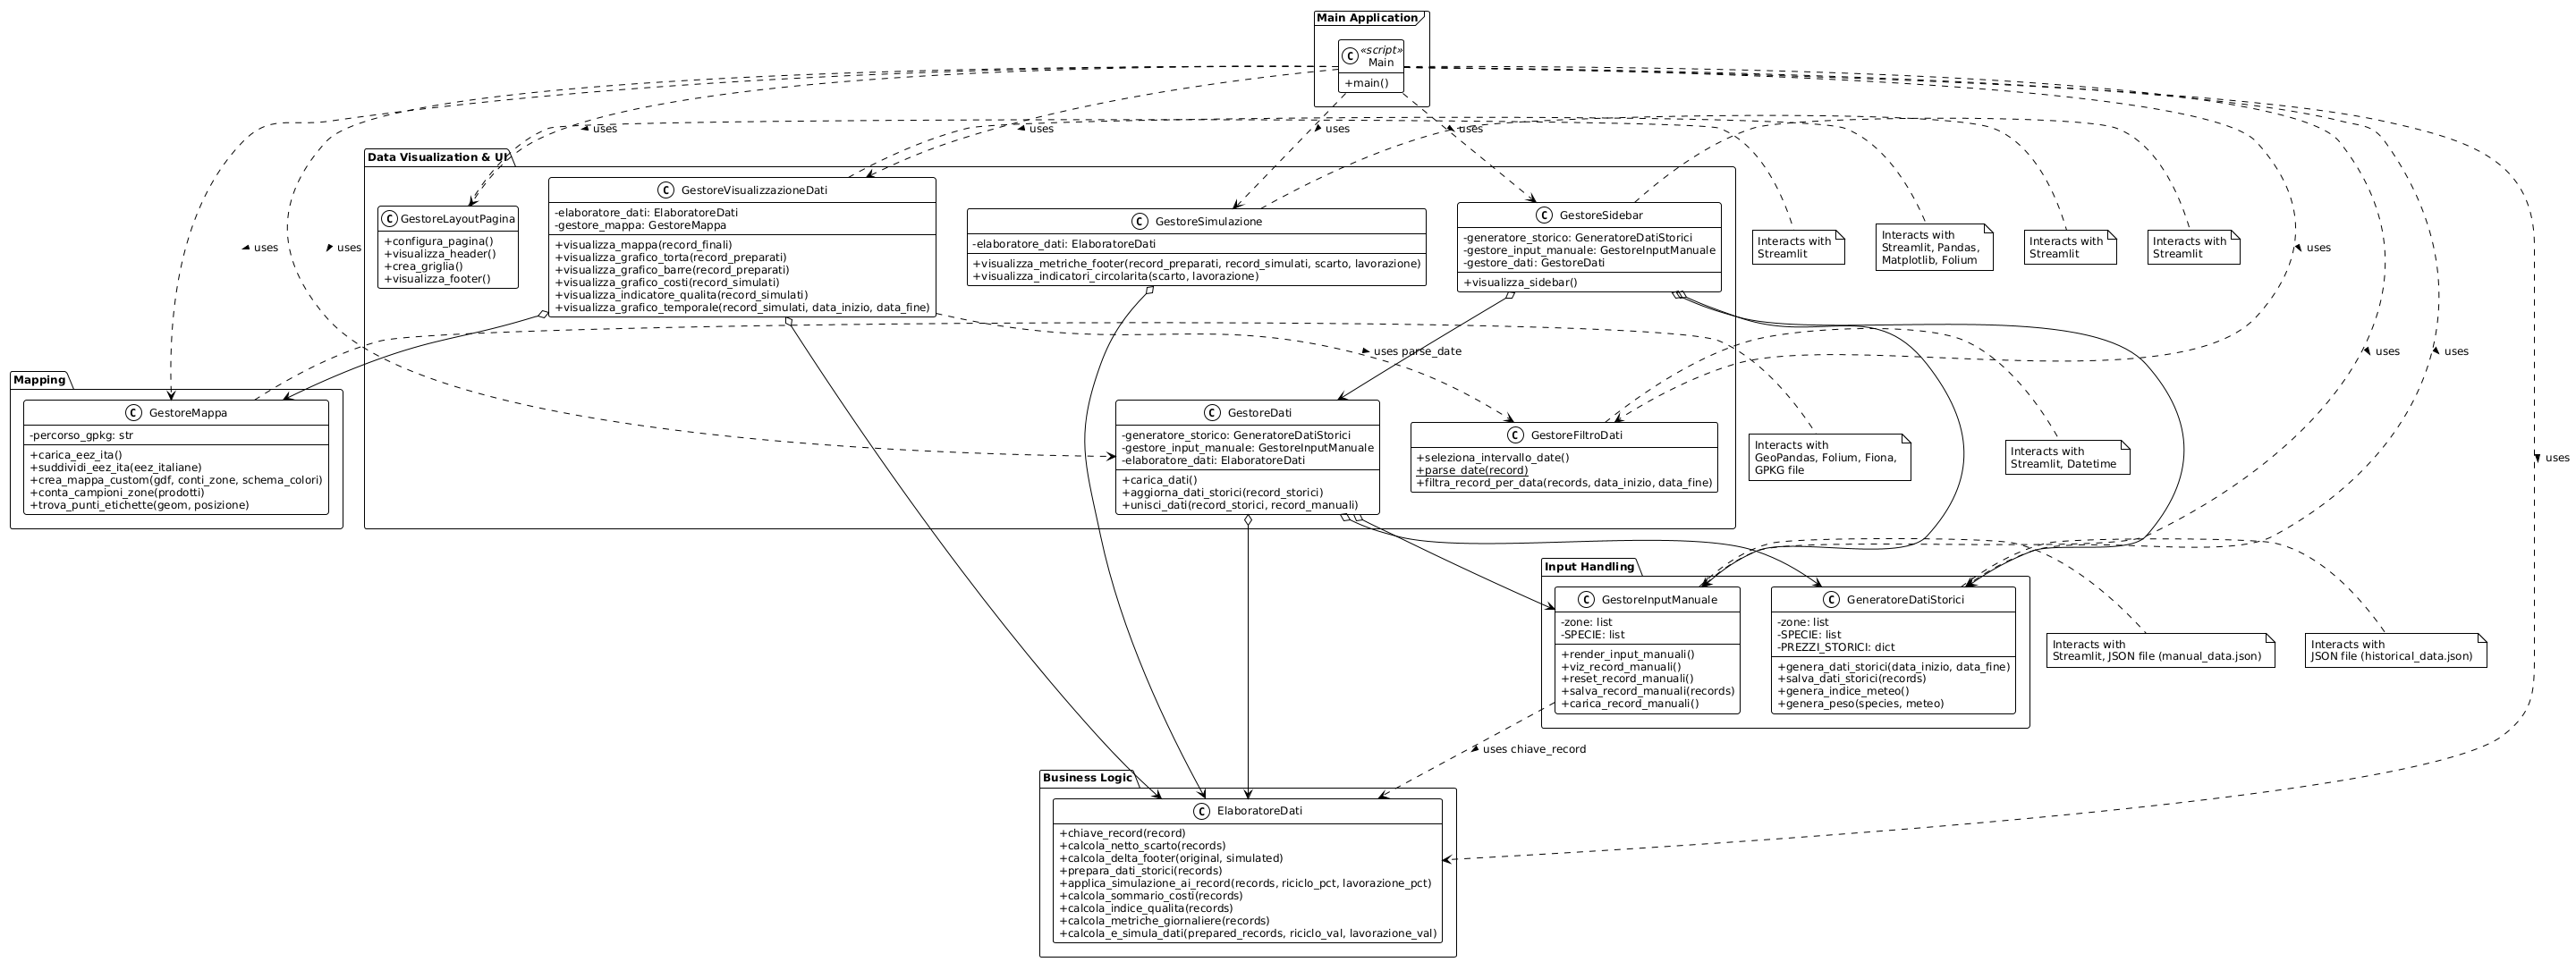 Main Application
C
«script»
Main
+main()
uses
uses
uses
uses
Data Visualization & UI
C GestoreLayoutPagina
+configura_pagina()
+visualizza_header()
+crea_griglia()
+visualizza_footer()
C GestoreVisualizzazioneDati
-elaboratore_dati: ElaboratoreDati
-gestore_mappa: GestoreMappa
+visualizza_mappa(record_finali)
+visualizza_grafico_torta(record_preparati)
+visualizza_grafico_barre(record_preparati)
+visualizza_grafico_costi(record_simulati)
+visualizza_indicatore_qualita(record_simulati)
+visualizza_grafico_temporale(record_simulati, data_inizio, data_fine)
C GestoreSimulazione
-elaboratore_dati: ElaboratoreDati
+visualizza_metriche_footer(record_preparati, record_simulati, scarto, lavorazione)
+visualizza_indicatori_circolarita(scarto, lavorazione)
C GestoreSidebar
-generatore_storico: GeneratoreDatiStorici
-gestore_input_manuale: GestoreInputManuale
-gestore_dati: GestoreDati
+visualizza_sidebar()
Interacts with
Streamlit
Interacts with
Streamlit, Pandas,
Matplotlib, Folium
Interacts with
Streamlit
Interacts with
Streamlit
uses
uses
uses
uses parse_date
uses
uses
Mapping
C GestoreMappa
-percorso_gpkg: str
+carica_eez_ita()
+suddividi_eez_ita(eez_italiane)
+crea_mappa_custom(gdf, conti_zone, schema_colori)
+conta_campioni_zone(prodotti)
+trova_punti_etichette(geom, posizione)
C GestoreDati
-generatore_storico: GeneratoreDatiStorici
-gestore_input_manuale: GestoreInputManuale
-elaboratore_dati: ElaboratoreDati
+carica_dati()
+aggiorna_dati_storici(record_storici)
+unisci_dati(record_storici, record_manuali)
C GestoreFiltroDati
+seleziona_intervallo_date()
+parse_date(record)
+filtra_record_per_data(records, data_inizio, data_fine)
Interacts with
GeoPandas, Folium, Fiona,
GPKG file
Interacts with
Streamlit, Datetime
uses
Input Handling
C GestoreInputManuale
-zone: list
-SPECIE: list
+render_input_manuali()
+viz_record_manuali()
+reset_record_manuali()
+salva_record_manuali(records)
+carica_record_manuali()
C GeneratoreDatiStorici
-zone: list
-SPECIE: list
-PREZZI_STORICI: dict
+genera_dati_storici(data_inizio, data_fine)
+salva_dati_storici(records)
+genera_indice_meteo()
+genera_peso(species, meteo)
Interacts with
Streamlit, JSON file (manual_data.json)
Interacts with
JSON file (historical_data.json)
uses chiave_record
Business Logic
C ElaboratoreDati
+chiave_record(record)
+calcola_netto_scarto(records)
+calcola_delta_footer(original, simulated)
+prepara_dati_storici(records)
+applica_simulazione_ai_record(records, riciclo_pct, lavorazione_pct)
+calcola_sommario_costi(records)
+calcola_indice_qualita(records)
+calcola_metriche_giornaliere(records)
+calcola_e_simula_dati(prepared_records, riciclo_val, lavorazione_val)